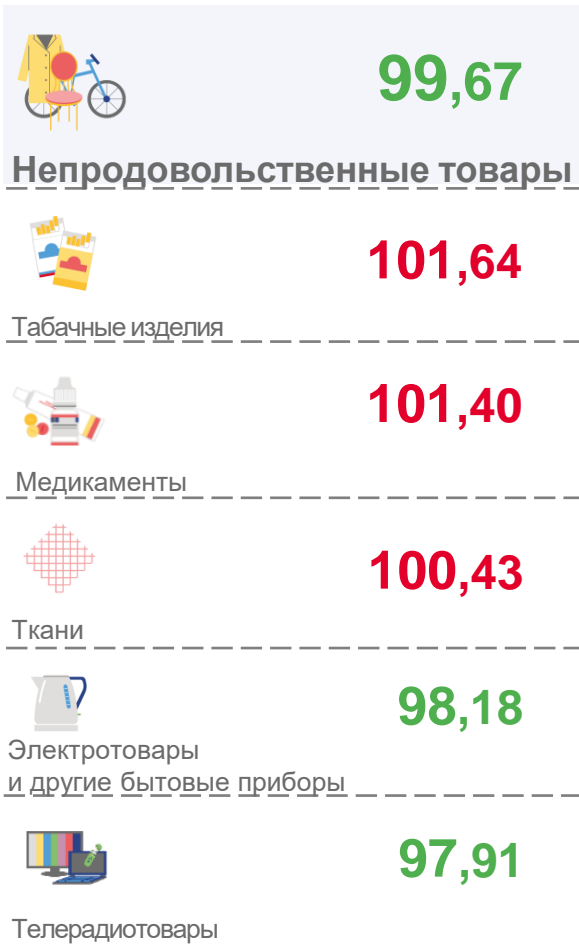 99,67
Непродовольственные товары
101,64
Табачные изделия
101,40
Медикаменты
100,43
Ткани
98,18
Электротовары
и другие бытовые приборы
97,91
Телерадиотовары